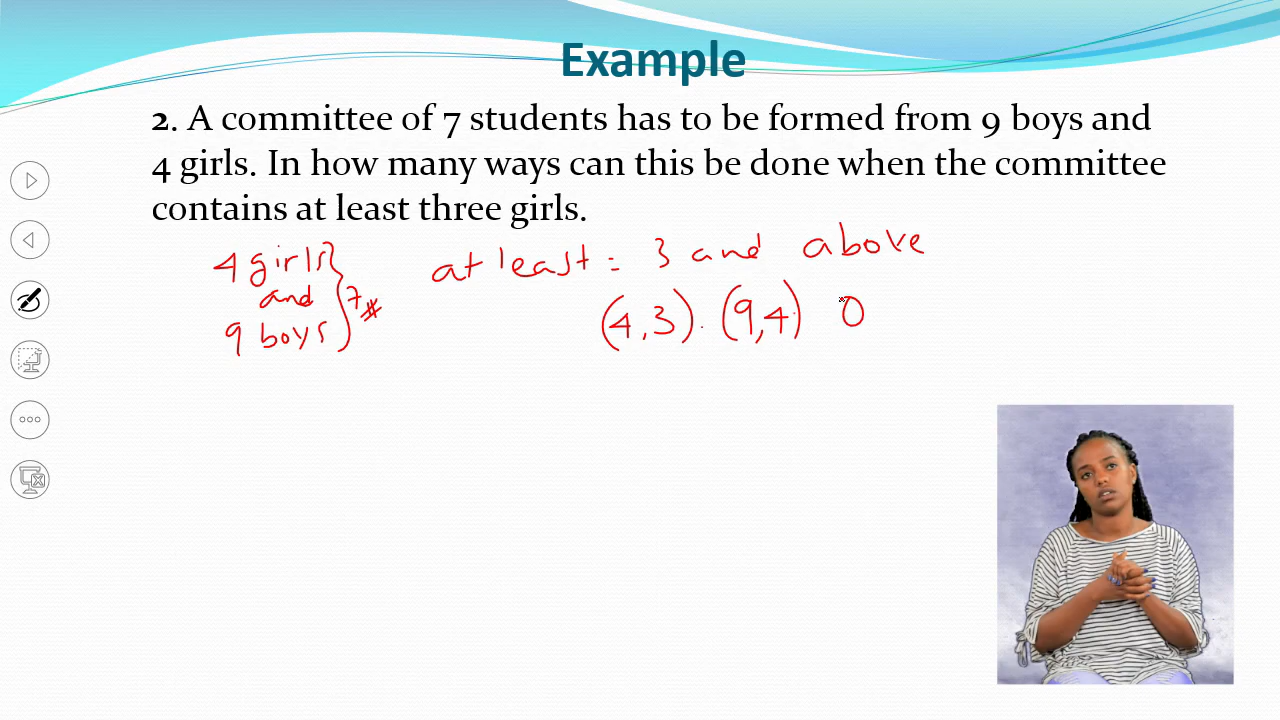 Example
2. A committee of 7 students has to be formed from 9 boys and
4 girls. In how many ways can this be done when the committee
contains at least three girls.
4 girls
and
9 boys
7 #
at least = 3 and above
(4,3) . (9,4) O